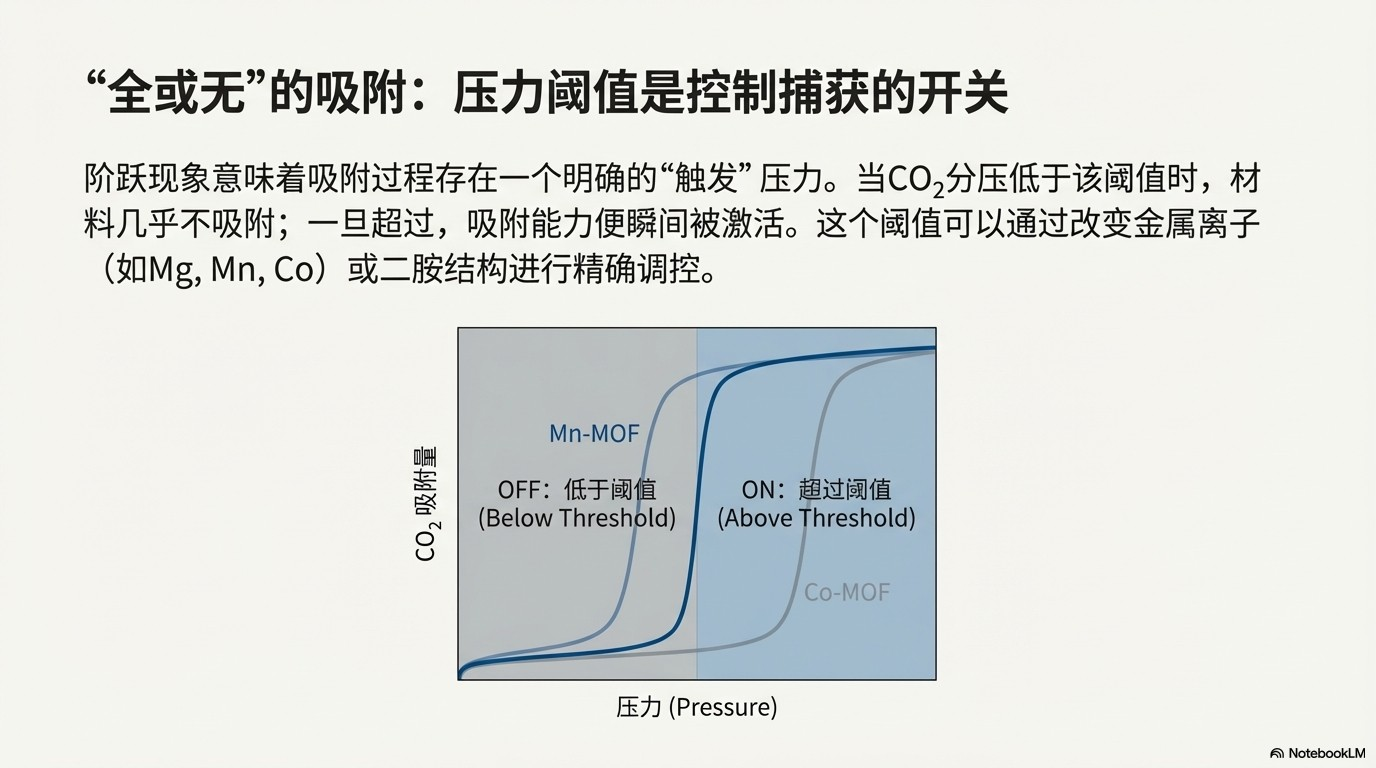 “全或无”的吸附：压力阈值是控制捕获的开关
阶跃现象意味着吸附过程存在一个明确的“触发” 压力。当CO₂分压低于该阈值时，材
料几乎不吸附；一旦超过，吸附能力便瞬间被激活。这个阈值可以通过改变金属离子
（如Mg, Mn, Co）或二胺结构进行精确调控。
CO₂ 吸附量
Mn-MOF
OFF：低于阈值
(Below Threshold)
ON：超过阈值
(Above Threshold)
Co-MOF
压力 (Pressure)
NotebookLM